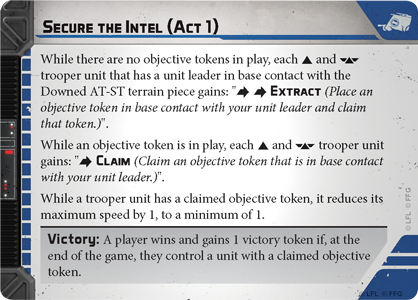 SECURE THE INTEL (ACT 1)
While there are no objective tokens in play, each and
trooper unit that has a unit leader in base contact with the
Downed AT-ST terrain piece gains: " EXTRACT (Place an
objective token in base contact with your unit leader and claim
that token.)".
While an objective token is in play, each and trooper unit
gains: " CLAIM (Claim an objective token that is in base contact
with your unit leader.)".
While a trooper unit has a claimed objective token, it reduces its
maximum speed by 1, to a minimum of 1.
Victory: A player wins and gains 1 victory token if, at the
end of the game, they control a unit with a claimed objective
token.
© LFL © FFG
© LFL © FFG